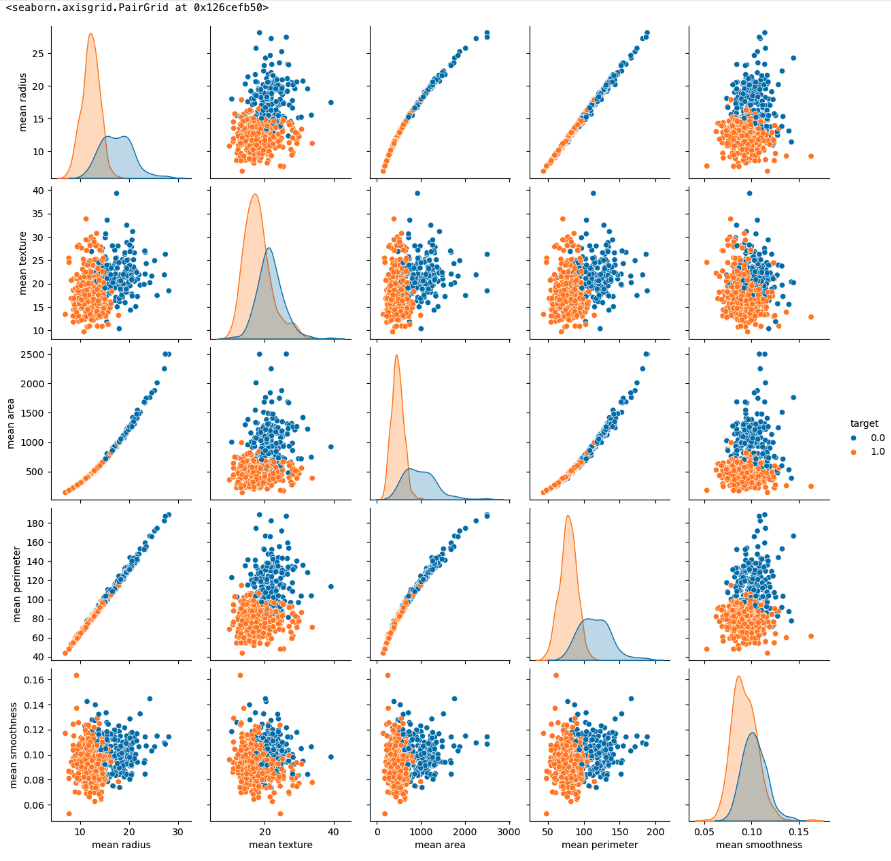 <seaborn.axisgrid.PairGrid at 0x126cefb50>
mean radius
25
20
15
10
mean texture
40
35
30
25
20
15
10
target
0.0
1.0
mean area
2500
2000
1500
1000
500
mean perimeter
180
160
140
120
100
80
60
40
mean smoothness
0.16
0.14
0.12
0.10
0.08
0.06
10 20 30
20 40
0 1000 2000 3000
50 100 150 200
0.05 0.10 0.15
mean radius
mean texture
mean area
mean perimeter
mean smoothness